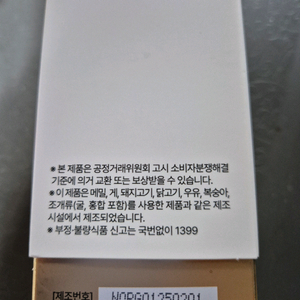 ※본 제품은 공정거래위원회 고시 소비자분쟁해결
기준에 의거 교환 또는 보상받을 수 있습니다.
※이 제품은 메밀, 게, 돼지고기, 닭고기, 우유, 복숭아,
조개류(굴, 홍합 포함)를 사용한 제품과 같은 제조
시설에서 제조되었습니다.
※부정·불량식품 신고는 국번없이 1399
[제조번호] NOPG01250201